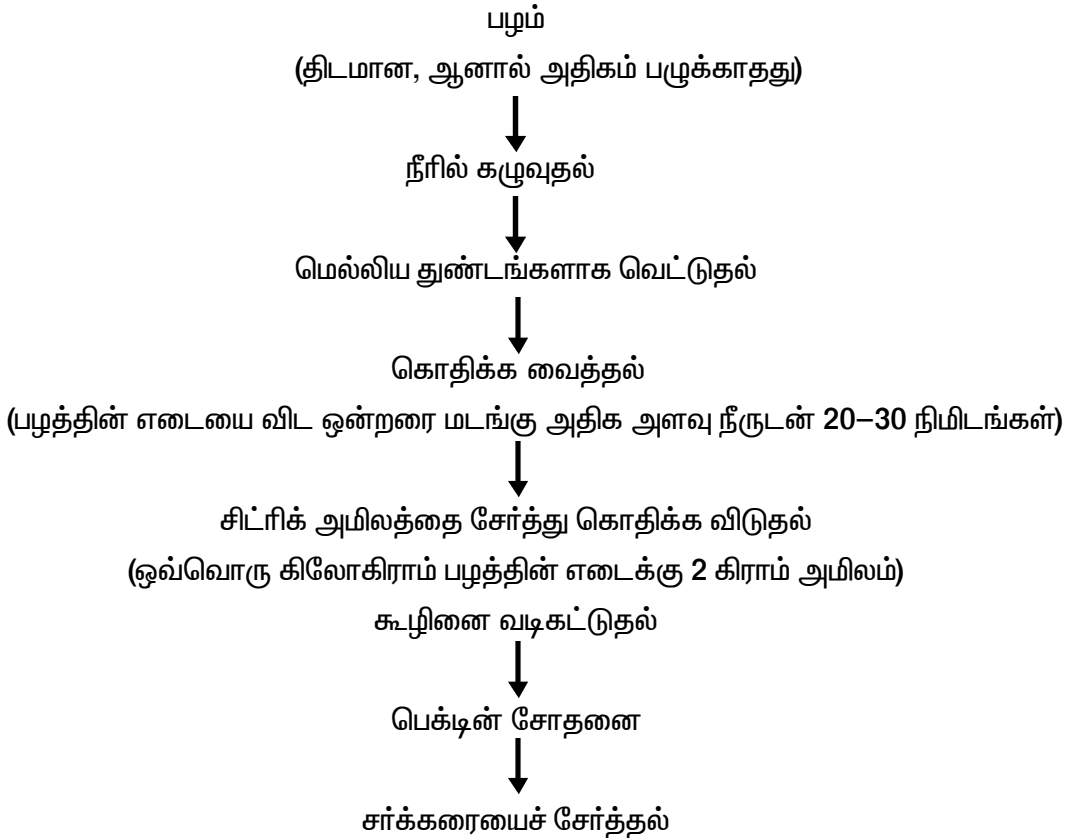 பழம்
(திடமான, ஆனால் அதிகம் பழுக்காதது)
நீரில் கழுவுதல்
மெல்லிய துண்டங்களாக வெட்டுதல்
கொதிக்க வைத்தல்
(பழத்தின் எடையை விட ஒன்றரை மடங்கு அதிக அளவு நீருடன் 20–30 நிமிடங்கள்)
சிட்ரிக் அமிலத்தை சேர்த்து கொதிக்க விடுதல்
(ஒவ்வொரு கிலோகிராம் பழத்தின் எடைக்கு 2 கிராம் அமிலம்)
கூழினை வடிகட்டுதல்
பெக்டின் சோதனை
சர்க்கரையைச் சேர்த்தல்